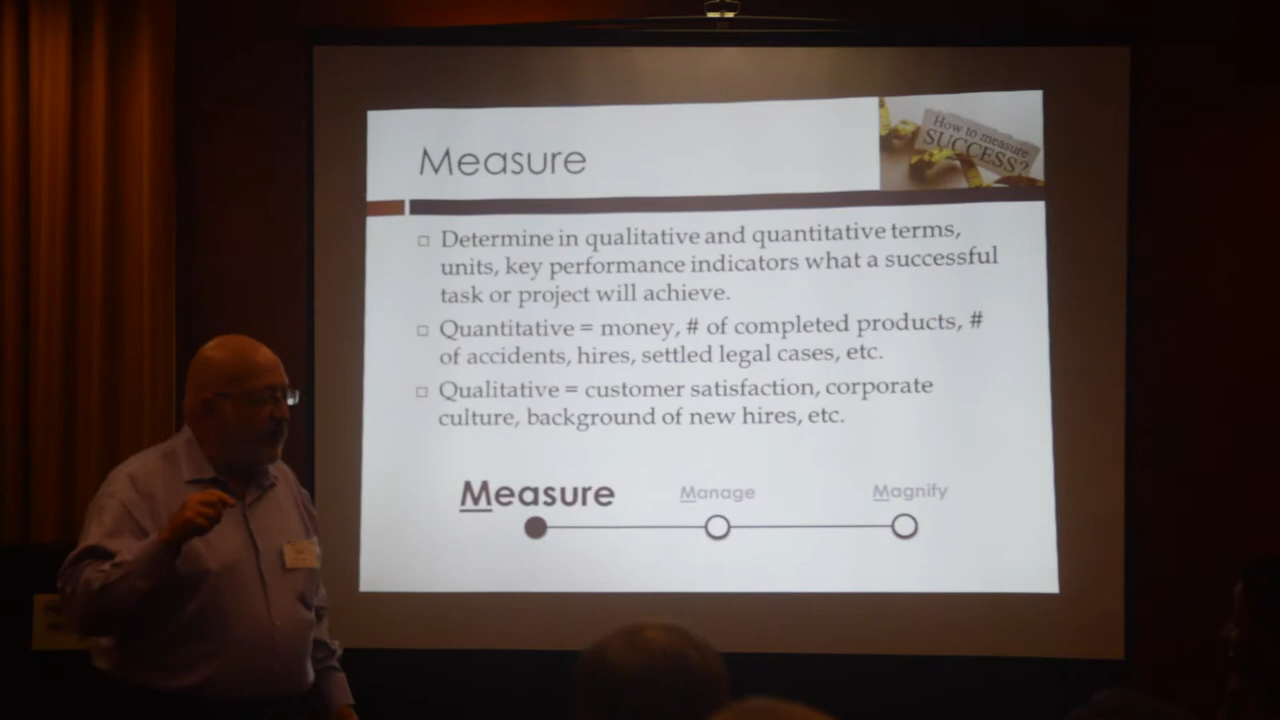 Measure
How to measure
SUCCESS?
□ Determine in qualitative and quantitative terms,
units, key performance indicators what a successful
task or project will achieve.
□ Quantitative = money, # of completed products, #
of accidents, hires, settled legal cases, etc.
□ Qualitative = customer satisfaction, corporate
culture, background of new hires, etc.
Measure Manage Magnify